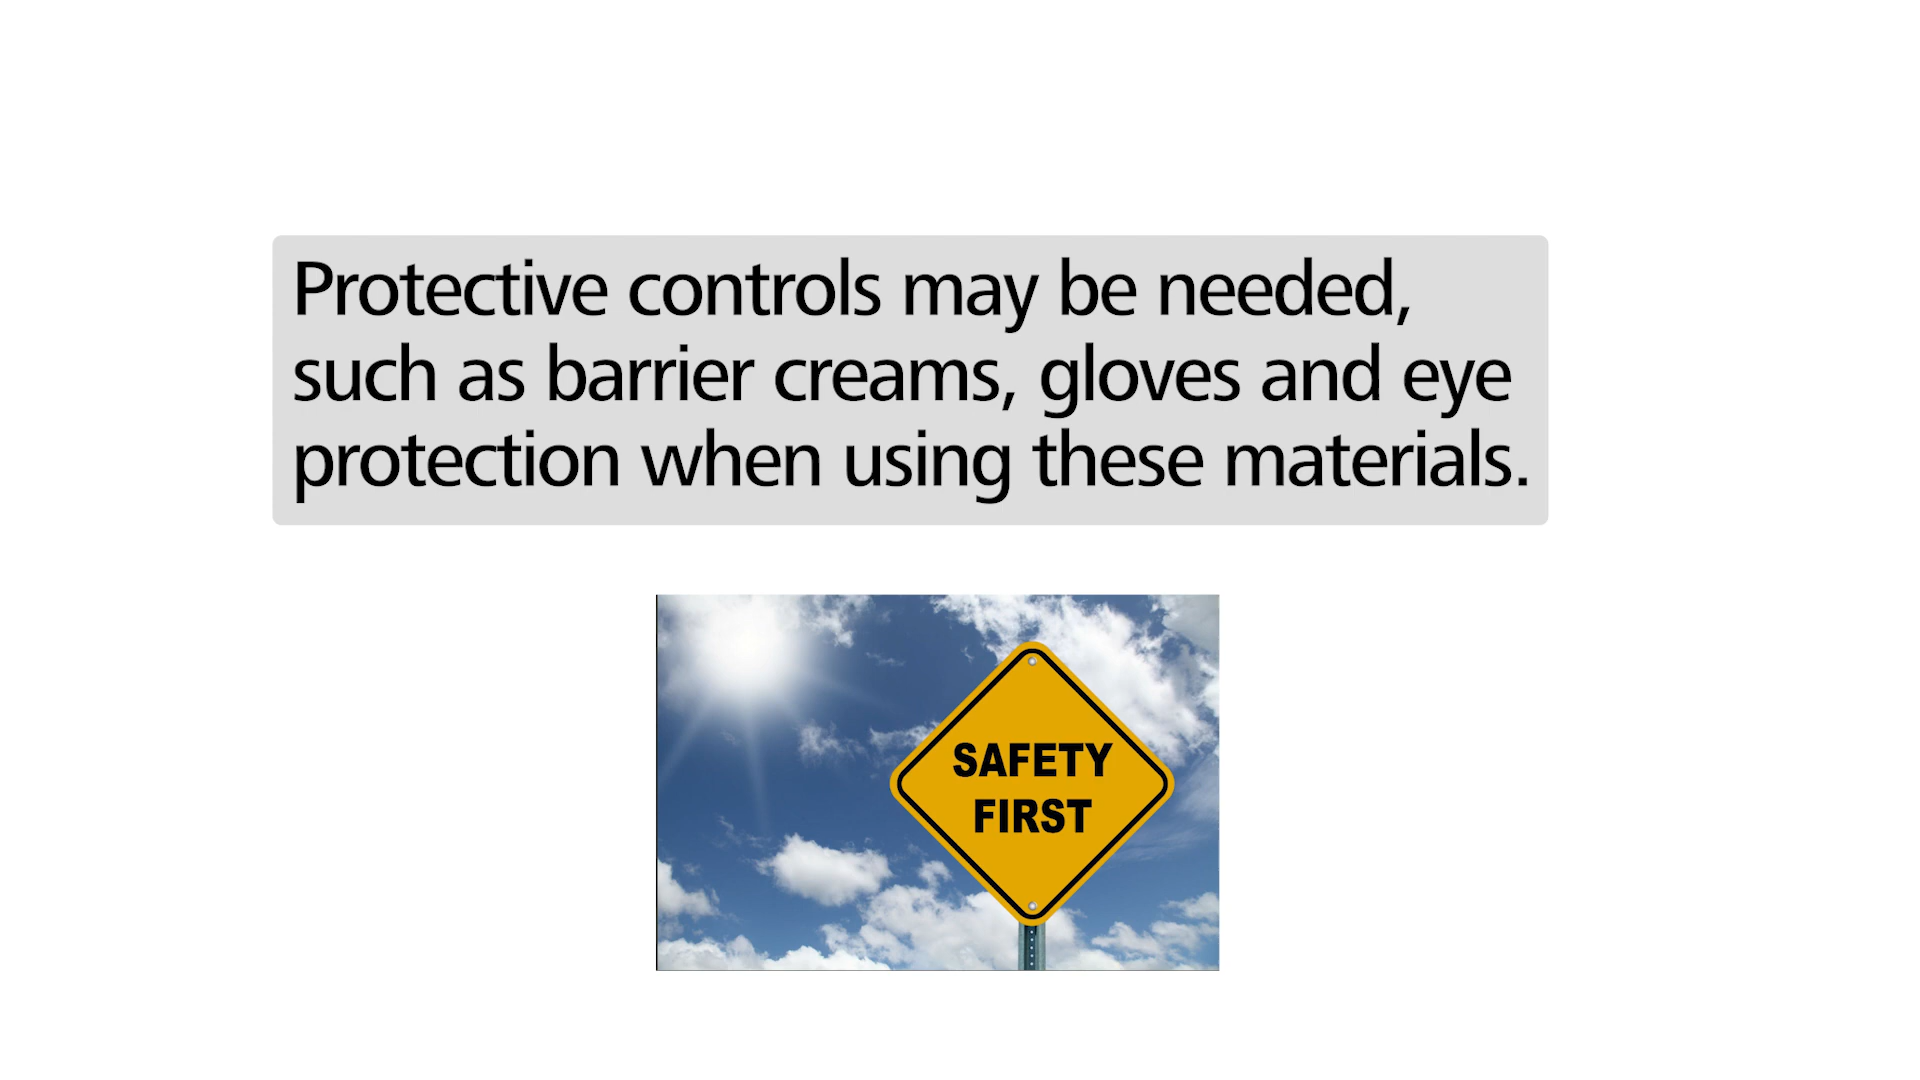 Protective controls may be needed,
such as barrier creams, gloves and eye
protection when using these materials.
SAFETY
FIRST